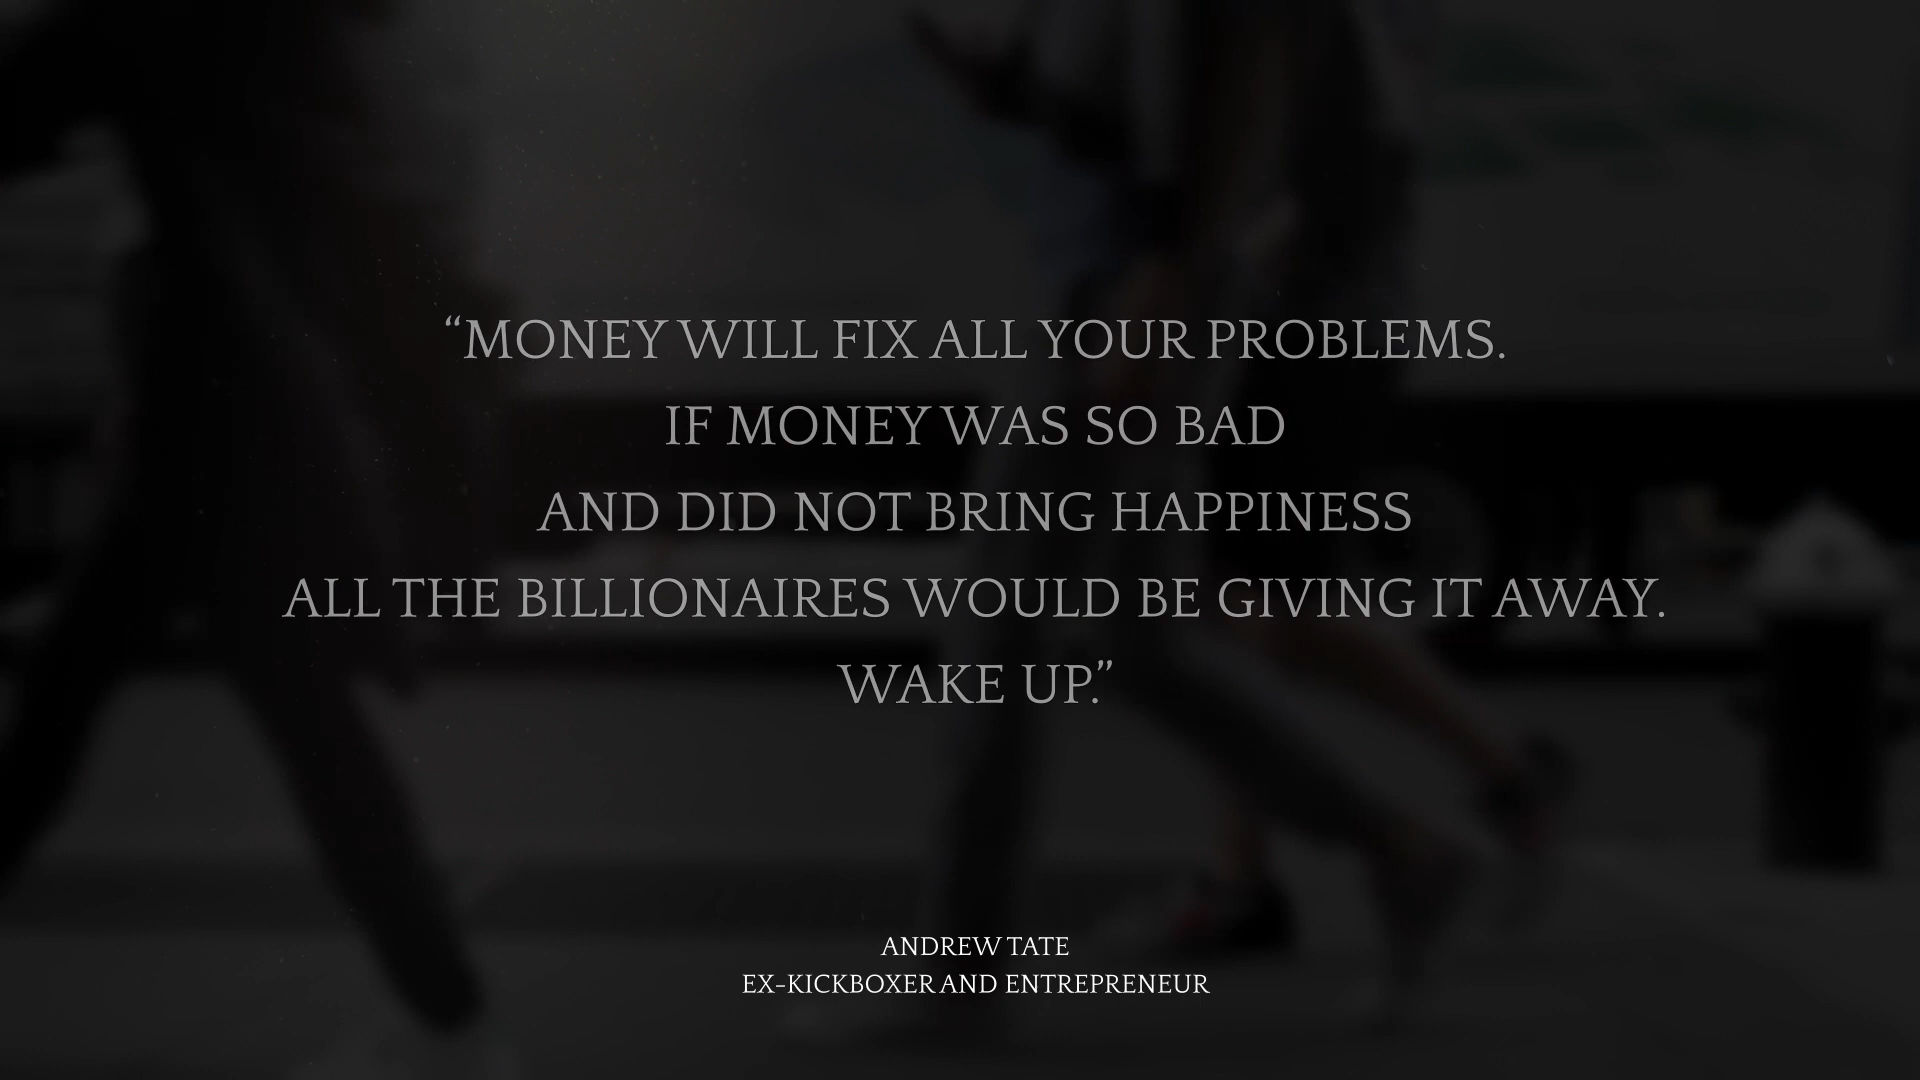 “MONEY WILL FIX ALL YOUR PROBLEMS.
IF MONEY WAS SO BAD
AND DID NOT BRING HAPPINESS
ALL THE BILLIONAIRES WOULD BE GIVING IT AWAY.
WAKE UP.”
ANDREW TATE
EX-KICKBOXER AND ENTREPRENEUR